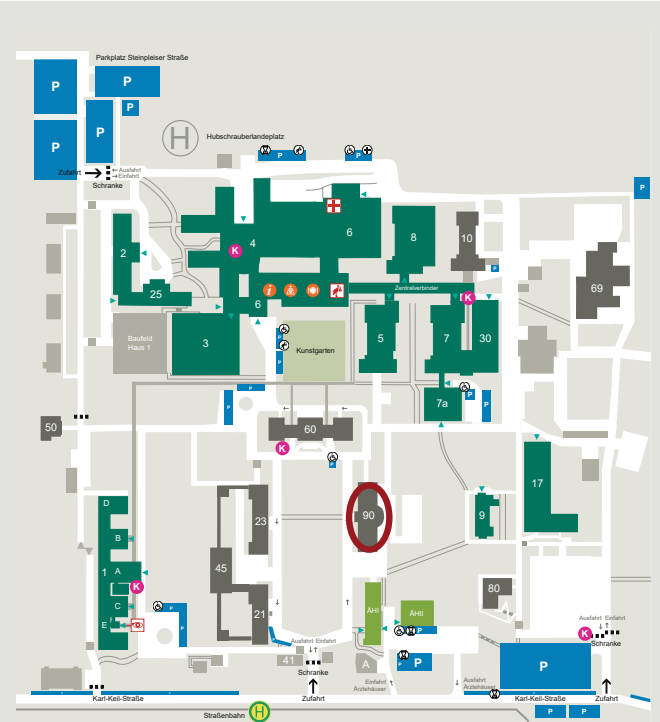 Parkplatz Steinpleiser Straße
P
P
P
P
P
H
Hubschrauberlandeplatz
P
P
Zufahrt
Ausfahrt
Einfahrt
Schranke
P
2
4
6
8
10
K
25
i
6
Zentralverbinder
K
P
69
Baufeld
Haus 1
3
P
P
Kunstgarten
5
7
30
P
P
7a
P
P
50
60
K
P
D
B
1
A
K
C
E
P
23
45
21
90
9
17
80
ÄHI
ÄHII
P
Ausfahrt Einfahrt
41
Schranke
Zufahrt
A
P
P
Einfahrt
Ärztehäuser
Ausfahrt
Ärztehäuser
Ausfahrt Einfahrt
K
Schranke
P
Karl-Keil-Straße
Karl-Keil-Straße
Zufahrt
Straßenbahn
H
P
P